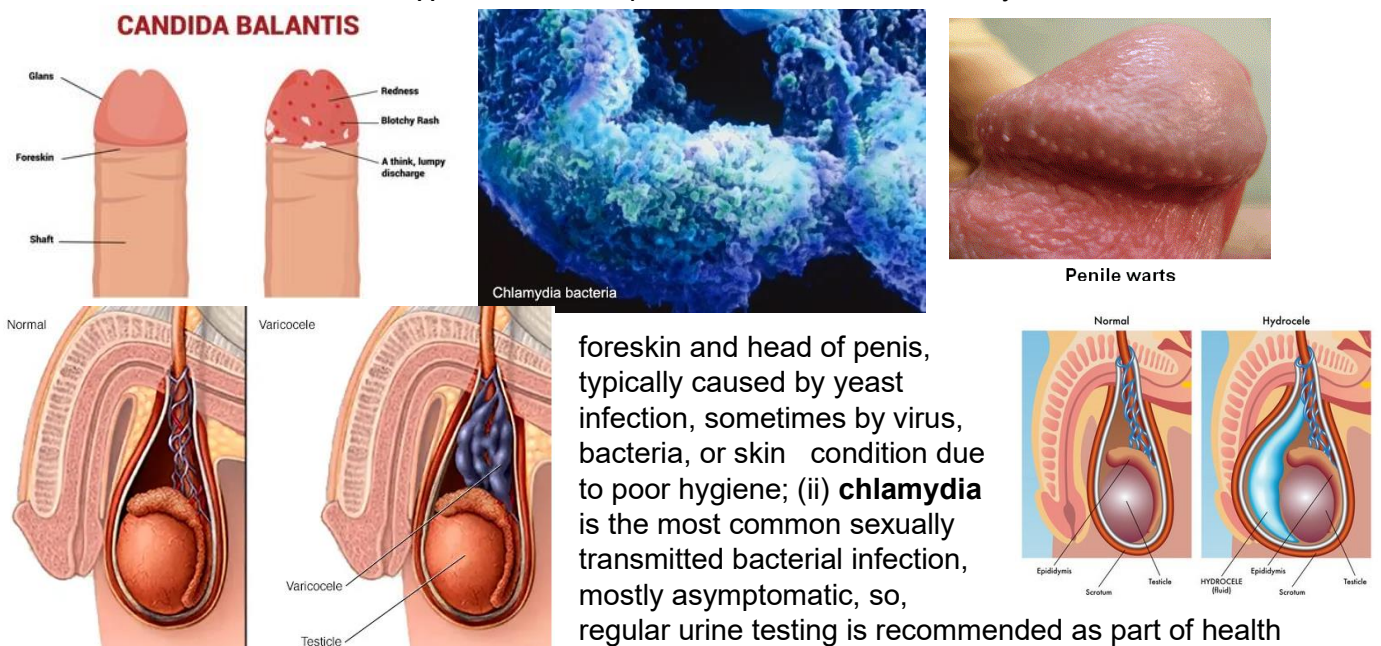 CANDIDA BALANTIS
Glans
Foreskin
Shaft
Redness
Blotchy Rash
A think, lumpy
discharge
Chlamydia bacteria
Penile warts
Normal
Varicocele
Varicocele
Testicle
foreskin and head of penis,
typically caused by yeast
infection, sometimes by virus,
bacteria, or skin condition due
to poor hygiene; (ii) chlamydia
is the most common sexually
transmitted bacterial infection,
mostly asymptomatic, so,
regular urine testing is recommended as part of health
Normal
Hydrocele
Epididymis
Scrotum
Testicle
HYDROCELE
(fluid)
Epididymis
Scrotum
Testicle